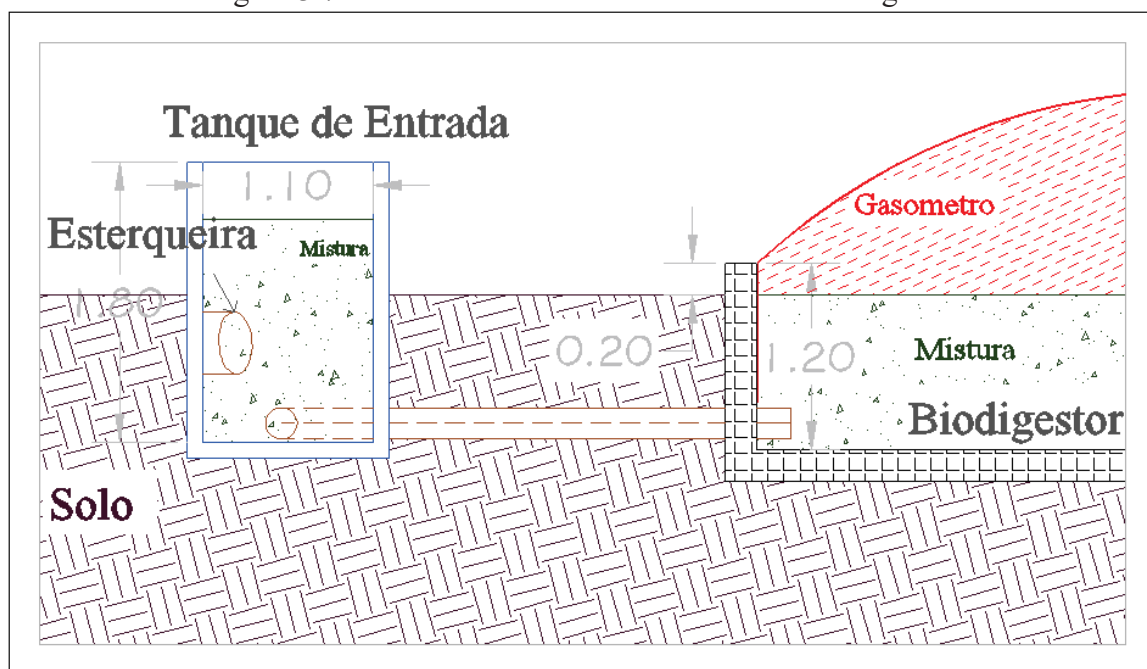 Tanque de Entrada
1.10
Gasometro
Esterqueira
Mistura
1.80
0.20
1.20
Mistura
Biodigestor
Solo